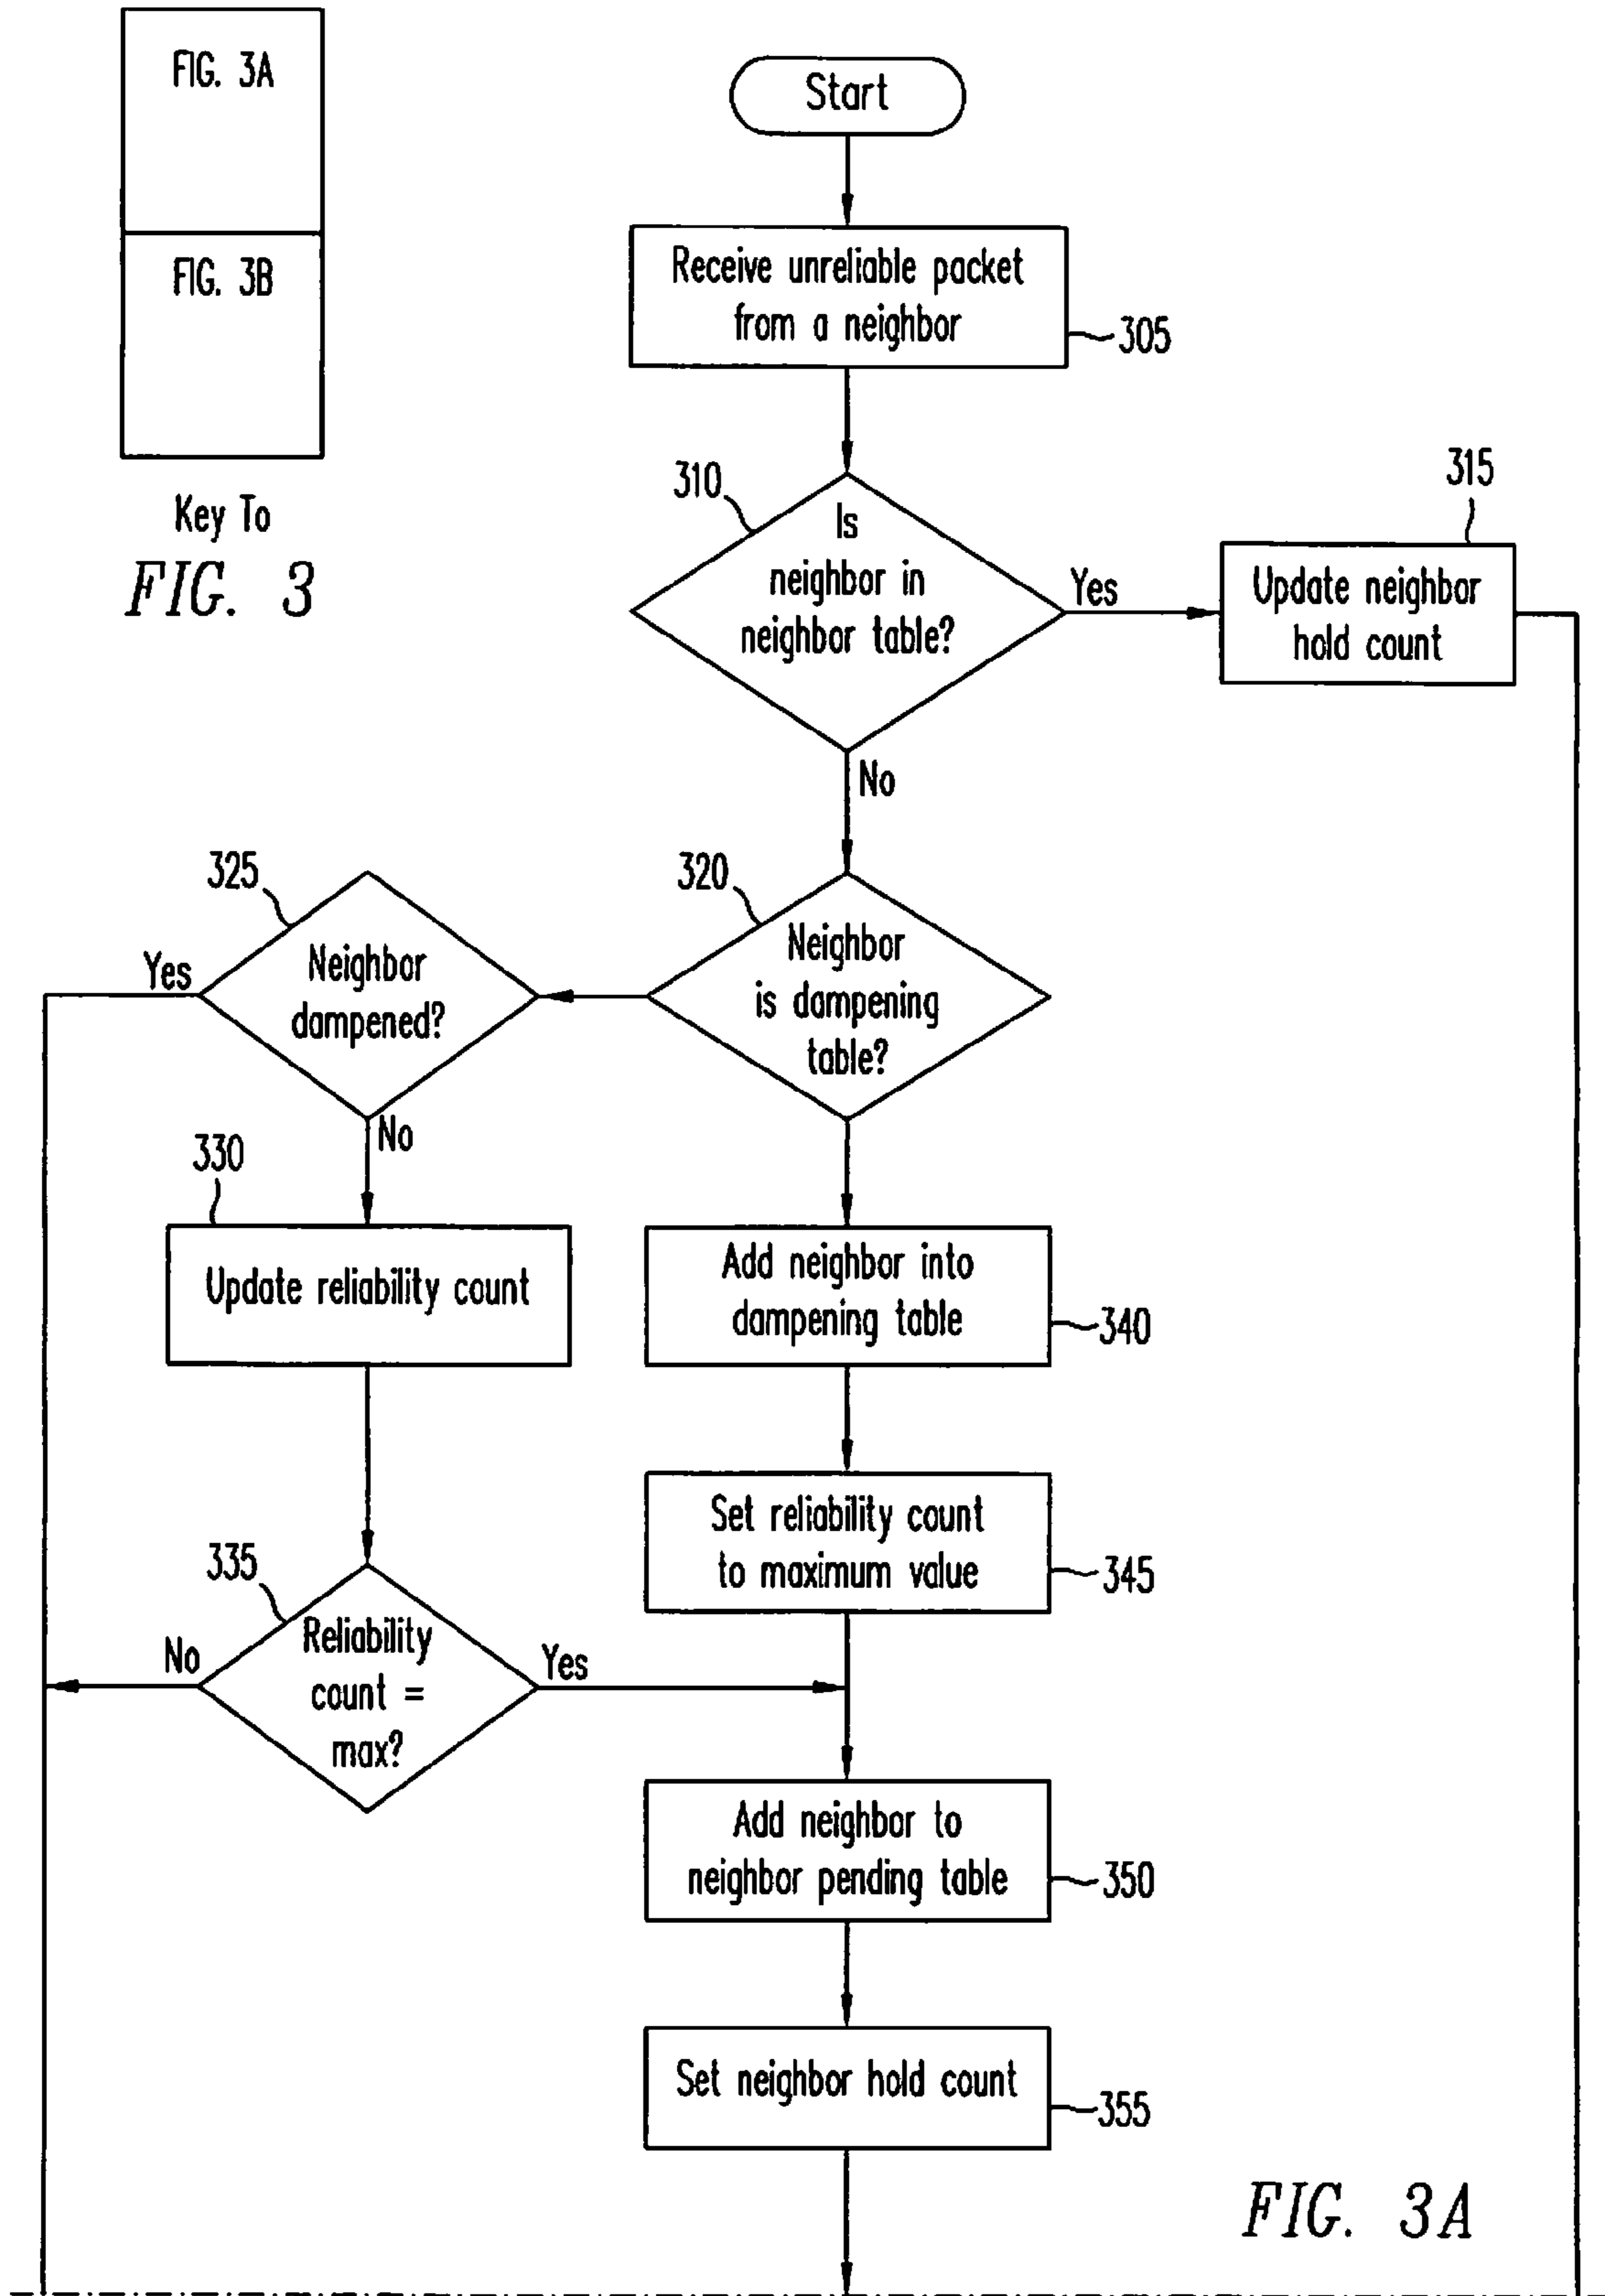 FIG. 3A
FIG. 3B
Key To
FIG. 3
Start
Receive unreliable packet
from a neighbor
305
310
Is
neighbor in
neighbor table?
Yes
No
315
Update neighbor
hold count
320
Neighbor
is dampening
table?
325
Neighbor
dampened?
Yes
No
330
Update reliability count
Add neighbor into
dampening table
340
Set reliability count
to maximum value
345
335
Reliability
count =
max?
No
Yes
Add neighbor to
neighbor pending table
350
Set neighbor hold count
355
FIG. 3A